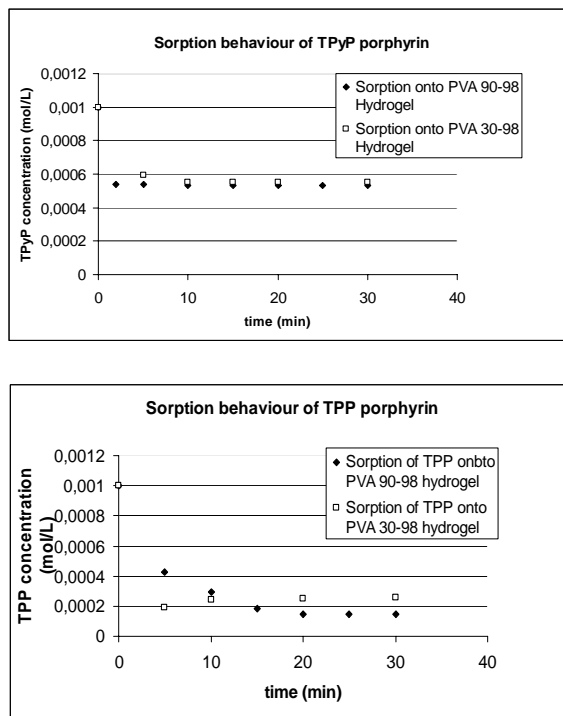 Sorption behaviour of TPyP porphyrin
0,0012
0,001
0,0008
0,0006
0,0004
0,0002
0
TPyP concentration (mol/L)
Sorption onto PVA 90-98
Hydrogel
Sorption onto PVA 30-98
Hydrogel
0 10 20 30 40
time (min)
Sorption behaviour of TPP porphyrin
0,0012
0,001
0,0008
0,0006
0,0004
0,0002
0
TPP concentration
(mol/L)
Sorption of TPP onbto
PVA 90-98 hydrogel
Sorption of TPP onto
PVA 30-98 hydrogel
0 10 20 30 40
time (min)